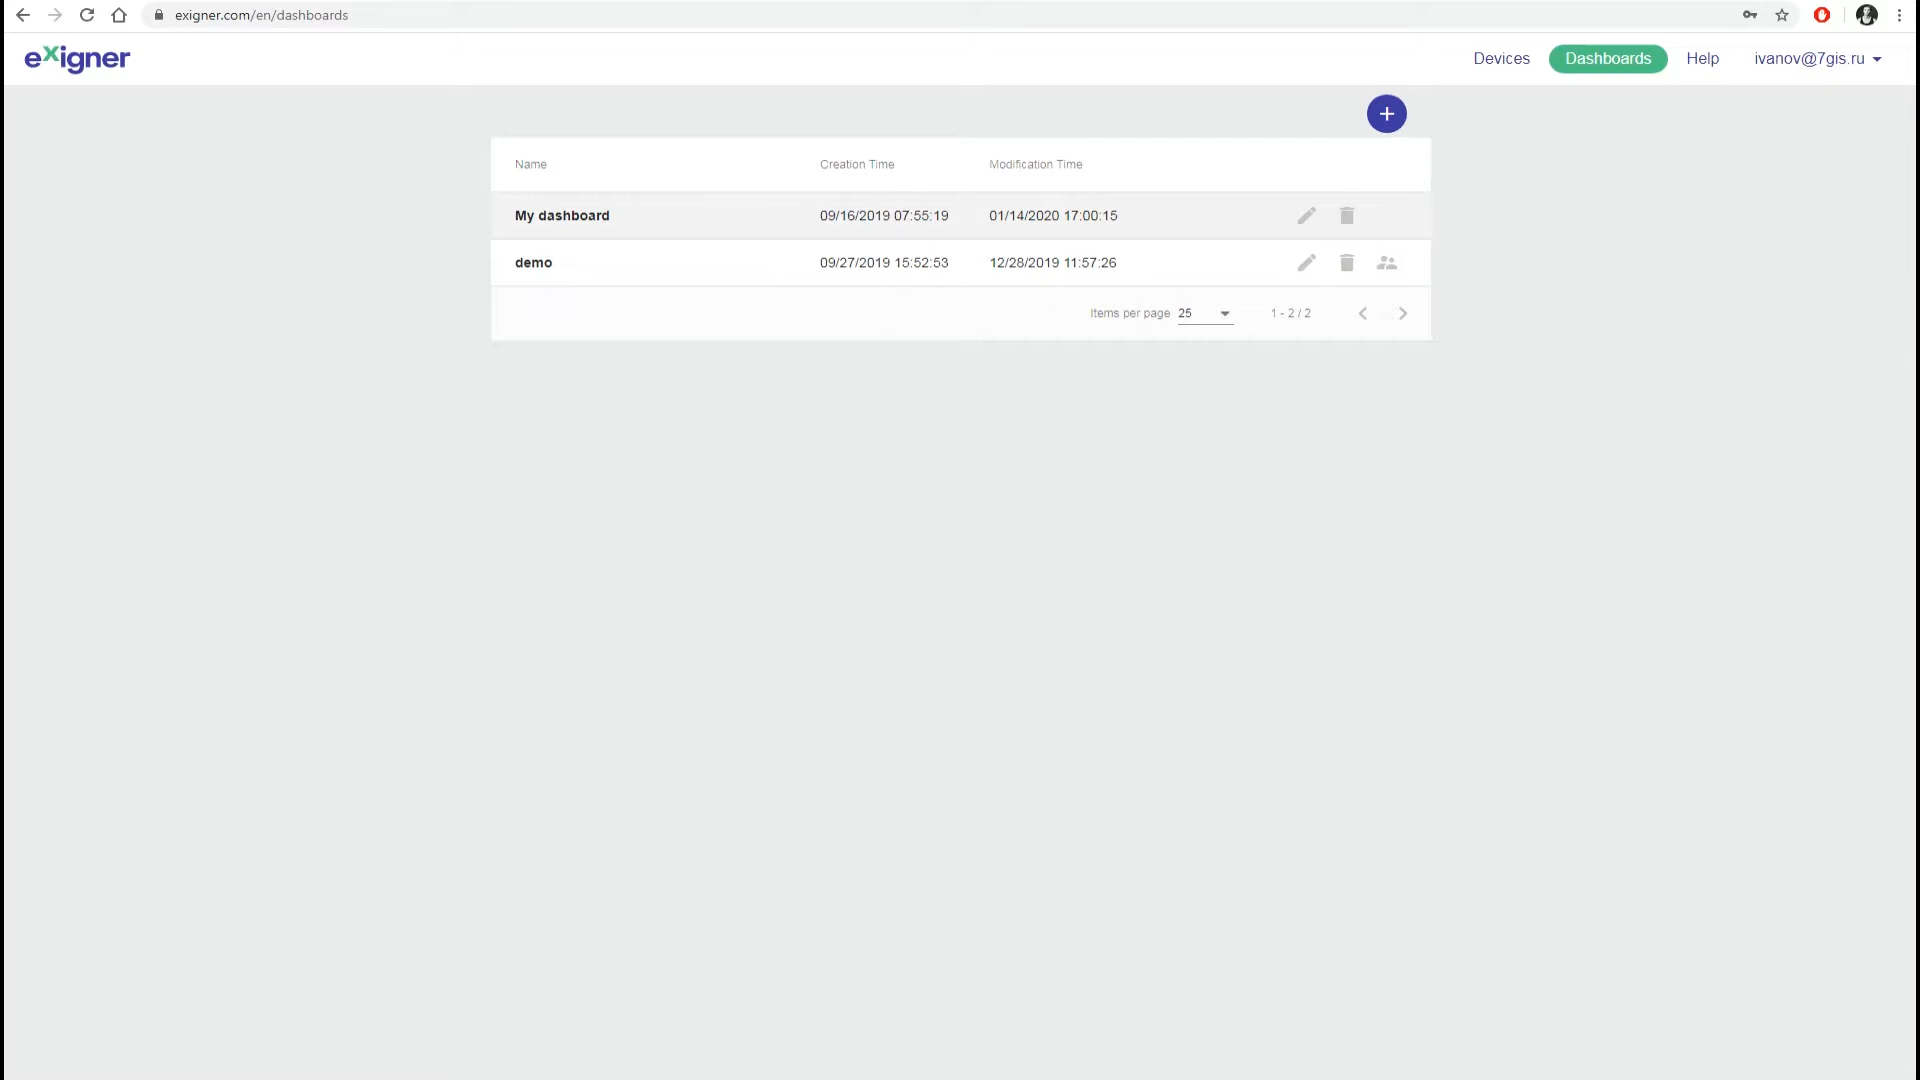 exigner.com/en/dashboards
exigner
Devices Dashboards Help ivanov@7gis.ru
Name Creation Time Modification Time
My dashboard 09/16/2019 07:55:19 01/14/2020 17:00:15
demo 09/27/2019 15:52:53 12/28/2019 11:57:26
Items per page 25 1 - 2 / 2